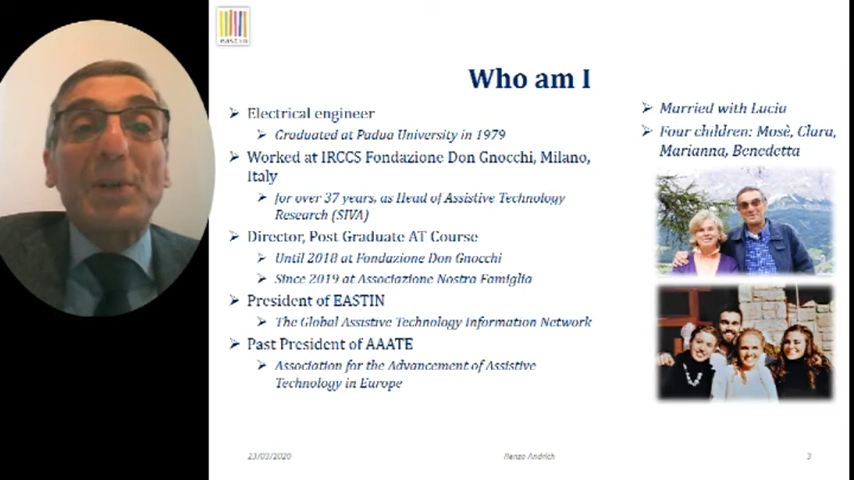 eastin
Who am I
Electrical engineer
Graduated at Padua University in 1979
Worked at IRCCS Fondazione Don Gnocchi, Milano,
Italy
for over 37 years, as Head of Assistive Technology
Research (SIVA)
Director, Post Graduate AT Course
Until 2018 at Fondazione Don Gnocchi
Since 2019 at Associazione Nostra Famiglia
President of EASTIN
The Global Assistive Technology Information Network
Past President of AAATE
Association for the Advancement of Assistive
Technology in Europe
Married with Lucia
Four children: Mosè, Clara,
Marianna, Benedetta
23/03/2020
Renzo Andrich
3